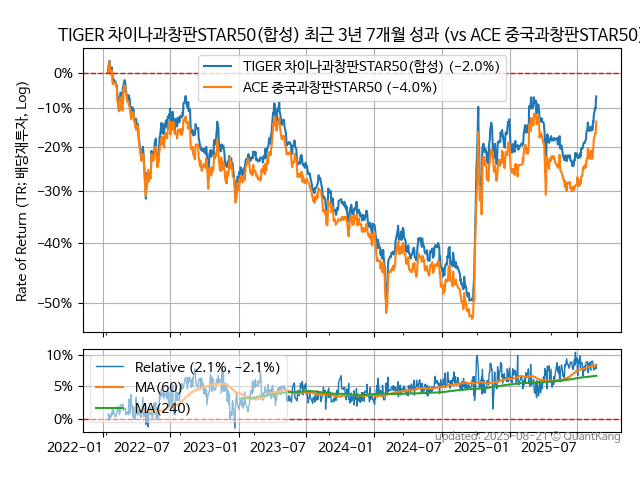 TIGER 차이나과창판STAR50(합성) 최근 3년 7개월 성과 (vs ACE 중국과창판STAR50)
Rate of Return (TR: 배당재투자, Log)
0%
−10%
−20%
−30%
−40%
−50%
TIGER 차이나과창판STAR50(합성) (−2.0%)
ACE 중국과창판STAR50 (−4.0%)
10%
5%
0%
Relative (2.1%, −2.1%)
MA(60)
MA(240)
2022-01 2022-07 2023-01 2023-07 2024-01 2024-07 2025-01 2025-07
updated: 2025-08-21 © QuantKang